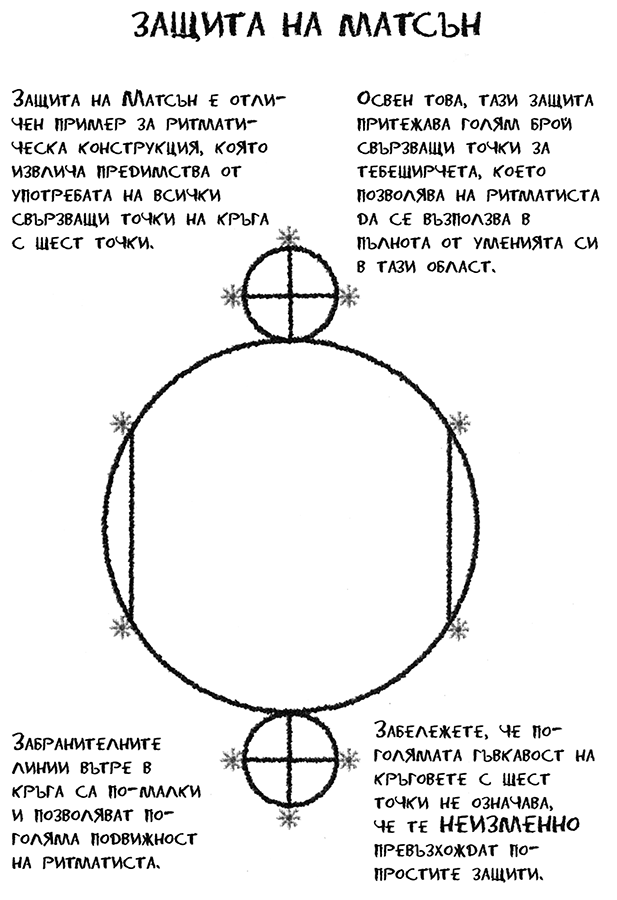 ЗАЩИТА НА МАТСЪН
ЗАЩИТА НА МАТСЪН Е ОТЛИ-
ЧЕН ПРИМЕР ЗА РИТМАТИ-
ЧЕСКА КОНСТРУКЦИЯ, КОЯТО
ИЗВЛИЧА ПРЕДИМСТВА ОТ
УПОТРЕБАТА НА ВСИЧКИ
СВЪРЗВАЩИ ТОЧКИ НА КРЪГА
С ШЕСТ ТОЧКИ.
ОСВЕН ТОВА, ТАЗИ ЗАЩИТА
ПРИТЕЖАВА ГОЛЯМ БРОЙ
СВЪРЗВАЩИ ТОЧКИ ЗА
ТЕБЕШИРЧЕТА, КОЕТО
ПОЗВОЛЯВА НА РИТМАТИСТА
ДА СЕ ВЪЗПОЛЗВА В
ПЪЛНОТА ОТ УМЕНИЯТА СИ
В ТАЗИ ОБЛАСТ.
ЗАБРАНИТЕЛНИТЕ
ЛИНИИ ВЪТРЕ В
КРЪГА СА ПО-МАЛКИ
И ПОЗВОЛЯВАТ ПО-
ГОЛЯМА ПОДВИЖНОСТ
НА РИТМАТИСТА.
ЗАБЕЛЕЖЕТЕ, ЧЕ ПО-
ГОЛЯМАТА ГЪВКАВОСТ НА
КРЪГОВЕТЕ С ШЕСТ
ТОЧКИ НЕ ОЗНАЧАВА,
ЧЕ ТЕ НЕИЗМЕННО
ПРЕВЪЗХОЖДАТ ПО-
ПРОСТИТЕ ЗАЩИТИ.